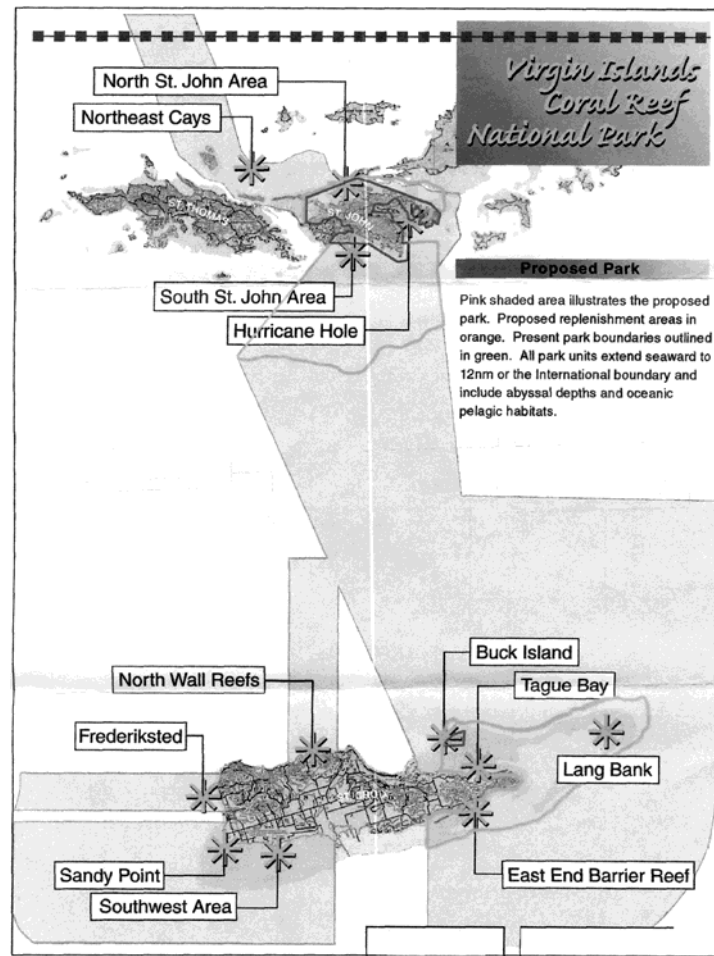 Virgin Islands
Coral Reef
National Park
North St. John Area
Northeast Cays
ST. THOMAS
ST. JOHN
South St. John Area
Hurricane Hole
Proposed Park
Pink shaded area illustrates the proposed
park. Proposed replenishment areas in
orange. Present park boundaries outlined
in green. All park units extend seaward to
12nm or the International boundary and
include abyssal depths and oceanic
pelagic habitats.
Buck Island
North Wall Reefs
Tague Bay
Frederiksted
Lang Bank
Sandy Point
East End Barrier Reef
Southwest Area